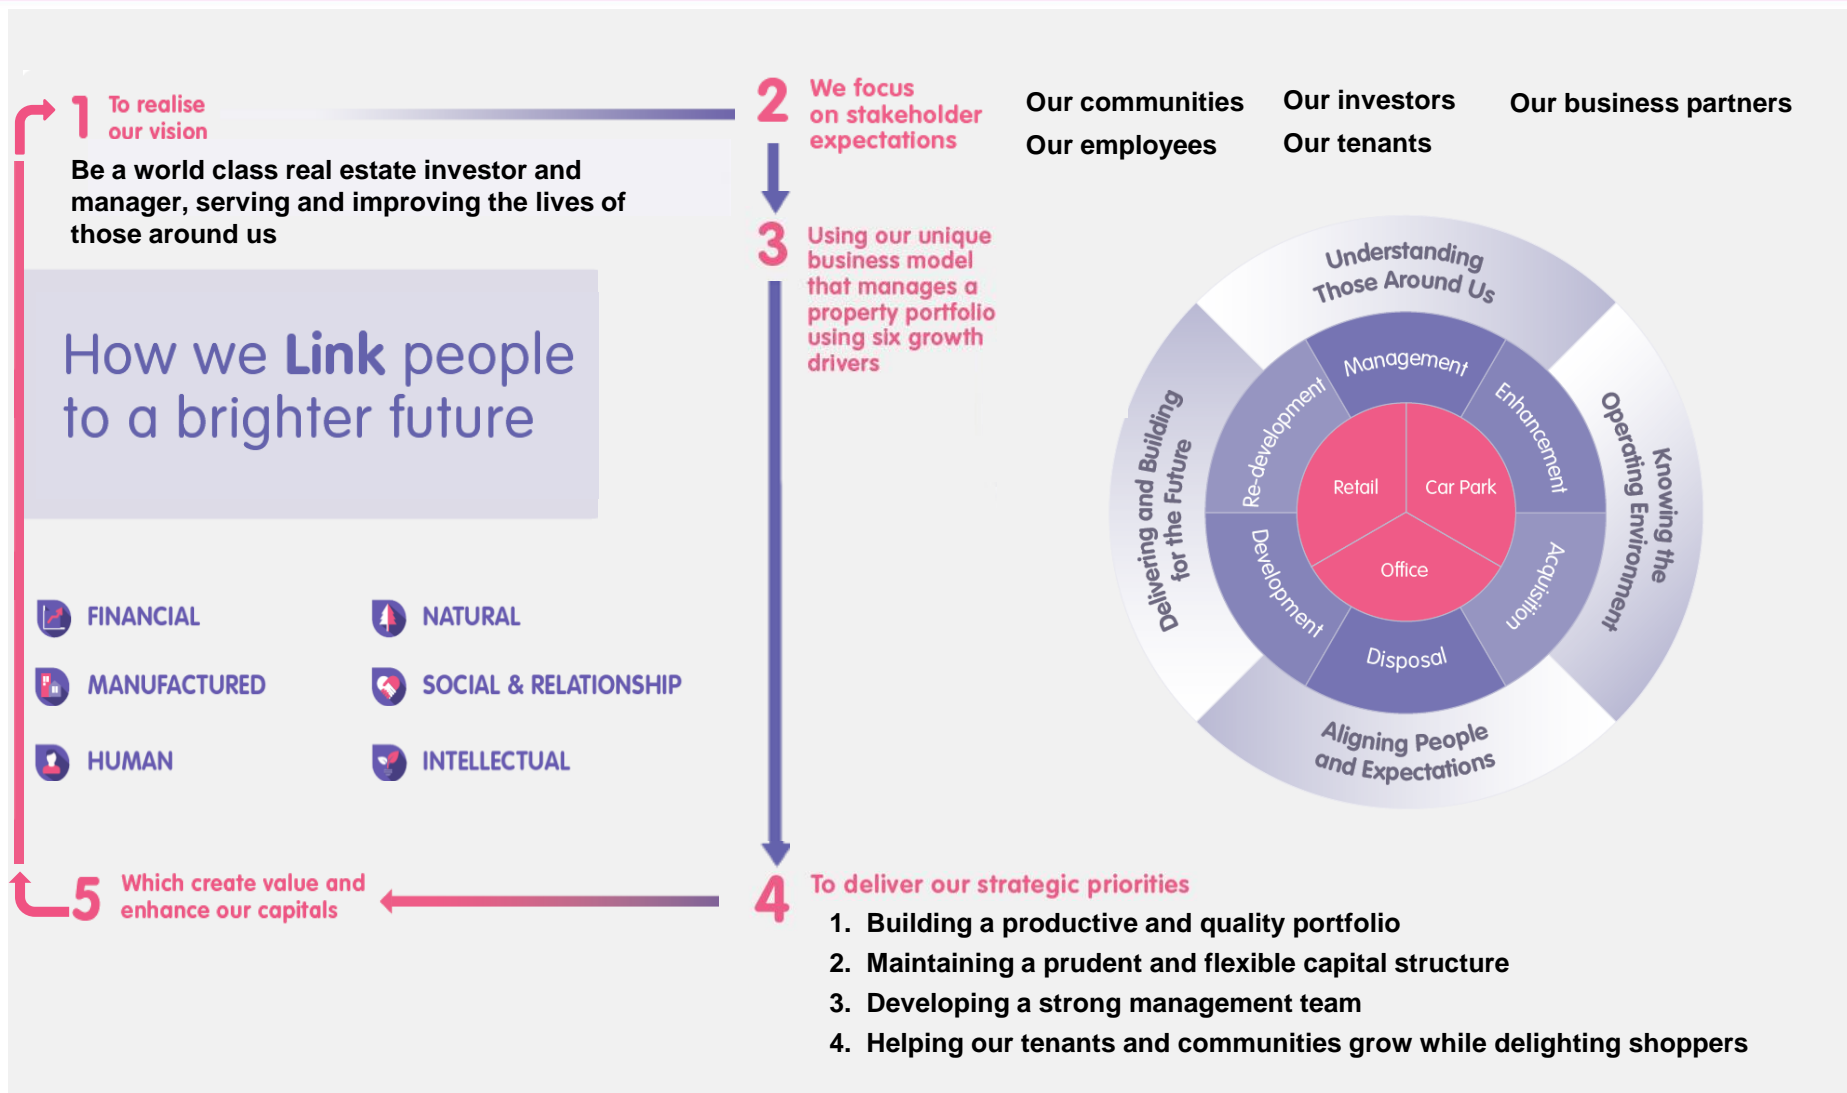 1 To realise
our vision
Be a world class real estate investor and
manager, serving and improving the lives of
those around us
2 We focus
on stakeholder
expectations
Our communities
Our investors
Our business partners
Our employees
Our tenants
3 Using our unique
business model
that manages a
property portfolio
using six growth
drivers
How we Link people
to a brighter future
Understanding
Those Around Us
Knowing the
Operating Environment
Aligning People
and Expectations
Delivering and Building
for the Future
Management
Enhancement
Acquisition
Disposal
Development
Re-development
Retail
Car Park
Office
FINANCIAL
NATURAL
MANUFACTURED
SOCIAL & RELATIONSHIP
HUMAN
INTELLECTUAL
4 To deliver our strategic priorities
1. Building a productive and quality portfolio
2. Maintaining a prudent and flexible capital structure
3. Developing a strong management team
4. Helping our tenants and communities grow while delighting shoppers
5 Which create value and
enhance our capitals